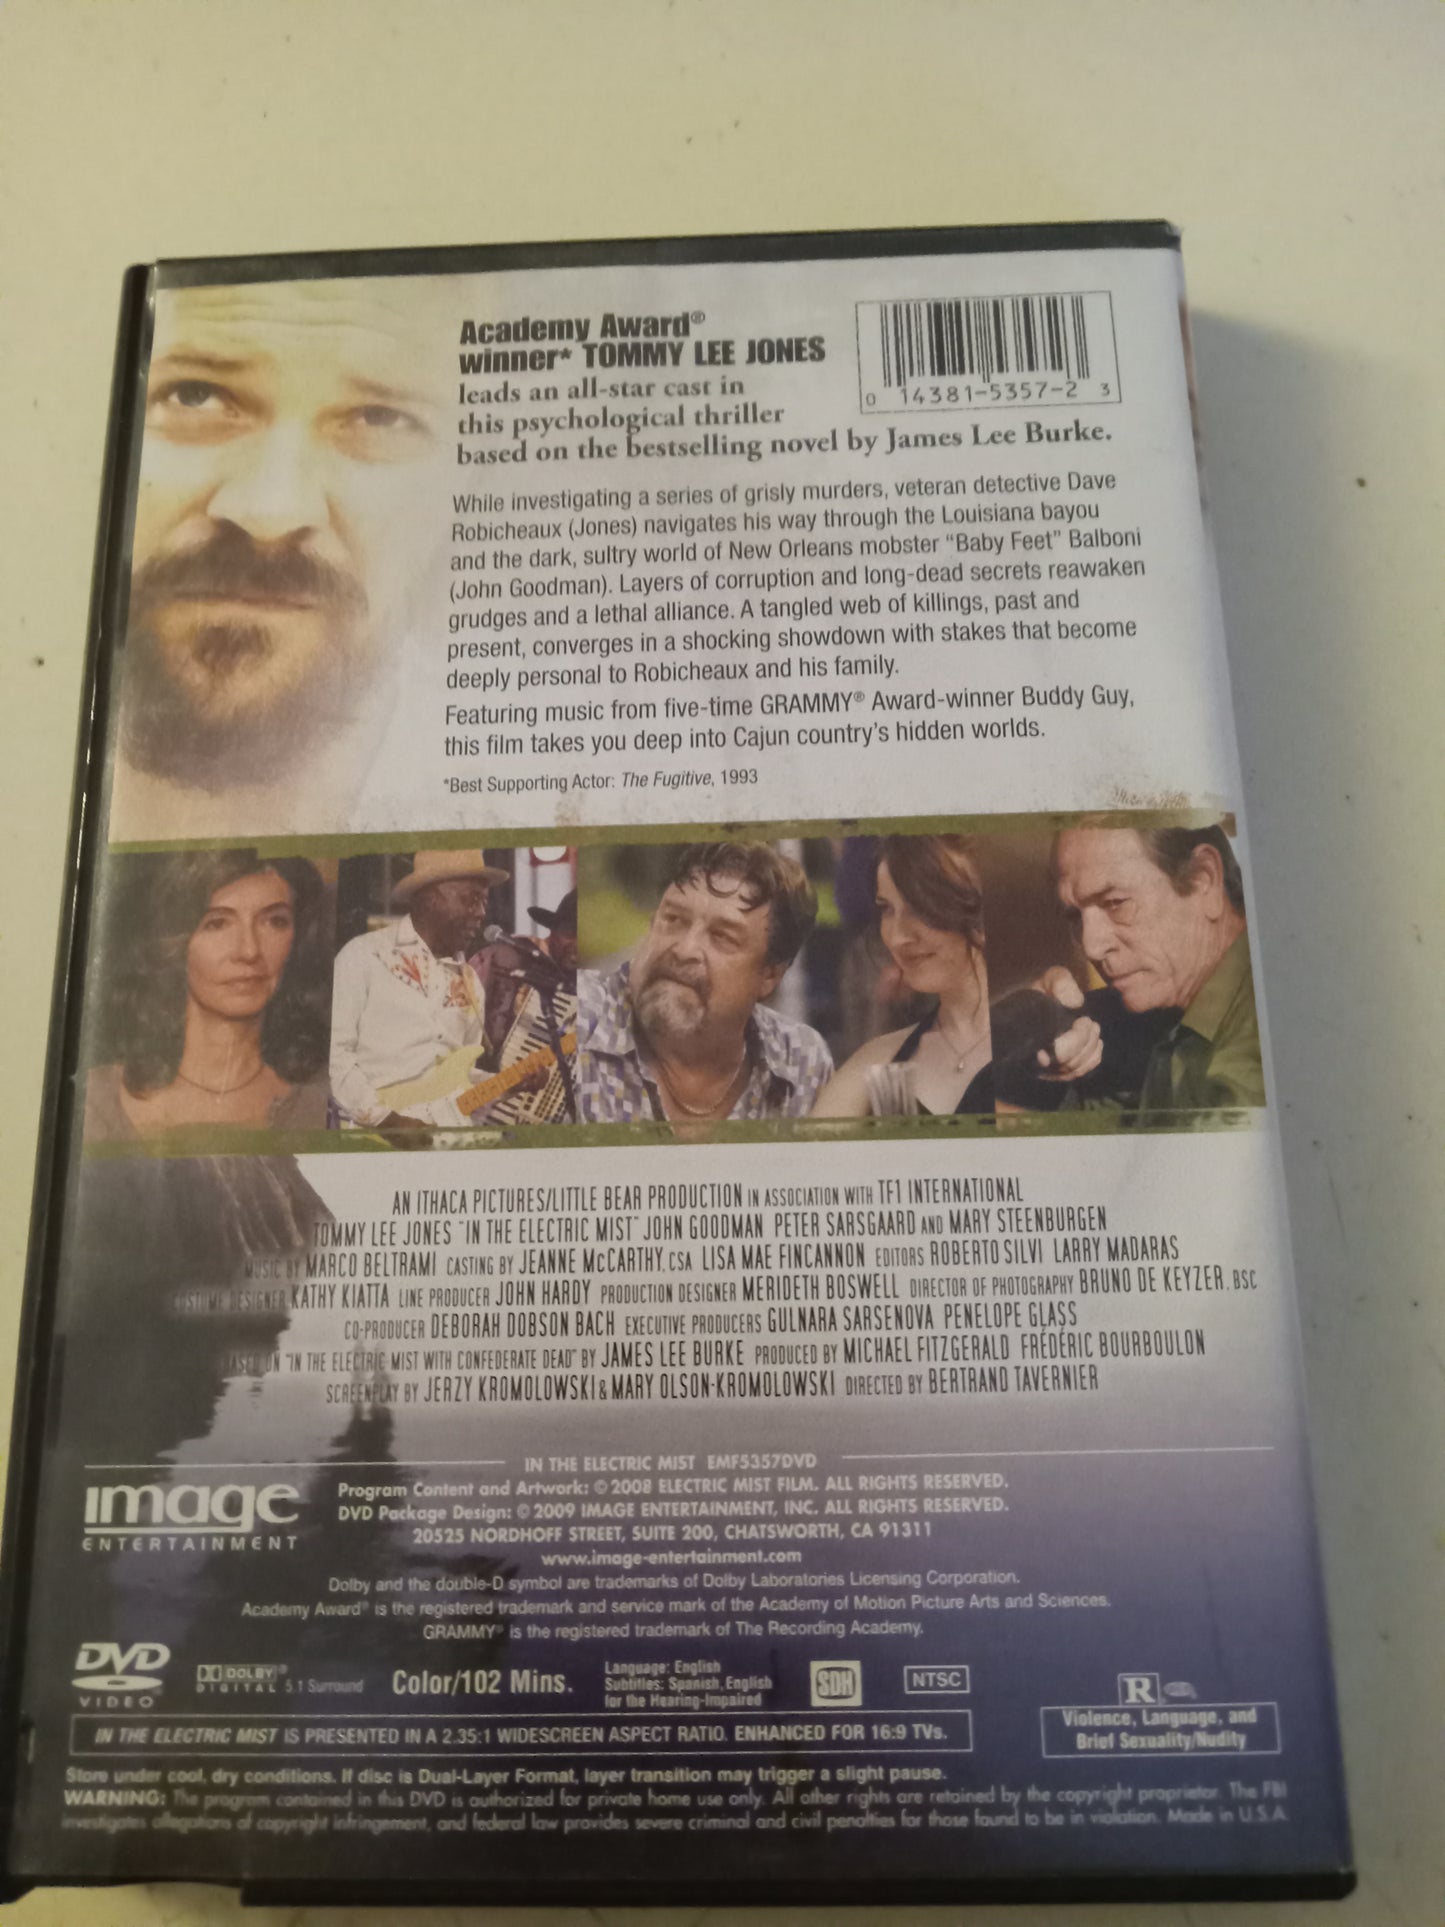 Academy Award®
winner* TOMMY LEE JONES
leads an all-star cast in
this psychological thriller
based on the bestselling novel by James Lee Burke.
0 14381-5357-2 3
While investigating a series of grisly murders, veteran detective Dave
Robicheaux (Jones) navigates his way through the Louisiana bayou
and the dark, sultry world of New Orleans mobster “Baby Feet” Balboni
(John Goodman). Layers of corruption and long-dead secrets reawaken
grudges and a lethal alliance. A tangled web of killings, past and
present, converges in a shocking showdown with stakes that become
deeply personal to Robicheaux and his family.
Featuring music from five-time GRAMMY® Award-winner Buddy Guy,
this film takes you deep into Cajun country’s hidden worlds.
*Best Supporting Actor: The Fugitive, 1993
AN ITHACA PICTURES/LITTLE BEAR PRODUCTION IN ASSOCIATION WITH TF1 INTERNATIONAL
TOMMY LEE JONES "IN THE ELECTRIC MIST" JOHN GOODMAN PETER SARSGAARD AND MARY STEENBURGEN
MUSIC BY MARCO BELTRAMI CASTING BY JEANNE McCARTHY, CSA LISA MAE FINCANNON EDITORS ROBERTO SILVI LARRY MADARAS
COSTUME DESIGNER KATHY KIATTA LINE PRODUCER JOHN HARDY PRODUCTION DESIGNER MERIDETH BOSWELL DIRECTOR OF PHOTOGRAPHY BRUNO DE KEYZER, BSC
CO-PRODUCER DEBORAH DOBSON BACH EXECUTIVE PRODUCERS GULNARA SARSENOVA PENELOPE GLASS
BASED ON "IN THE ELECTRIC MIST WITH CONFEDERATE DEAD" BY JAMES LEE BURKE PRODUCED BY MICHAEL FITZGERALD FRÉDÉRIC BOURBOULON
SCREENPLAY BY JERZY KROMOLOWSKI & MARY OLSON-KROMOLOWSKI DIRECTED BY BERTRAND TAVERNIER
IN THE ELECTRIC MIST EMF5357DVD
image
ENTERTAINMENT
Program Content and Artwork: © 2008 ELECTRIC MIST FILM. ALL RIGHTS RESERVED.
DVD Package Design: © 2009 IMAGE ENTERTAINMENT, INC. ALL RIGHTS RESERVED.
20525 NORDHOFF STREET, SUITE 200, CHATSWORTH, CA 91311
www.image-entertainment.com
Dolby and the double-D symbol are trademarks of Dolby Laboratories Licensing Corporation.
Academy Award® is the registered trademark and service mark of the Academy of Motion Picture Arts and Sciences.
GRAMMY® is the registered trademark of The Recording Academy.
DVD
VIDEO
DOLBY®
DIGITAL 5.1 Surround
Color/102 Mins.
Language: English
Subtitles: Spanish, English
for the Hearing-Impaired
SDH
NTSC
R
Violence, Language, and
Brief Sexuality/Nudity
IN THE ELECTRIC MIST IS PRESENTED IN A 2.35:1 WIDESCREEN ASPECT RATIO. ENHANCED FOR 16:9 TVs.
Store under cool, dry conditions. If disc is Dual-Layer Format, layer transition may trigger a slight pause.
WARNING: The program contained in this DVD is authorized for private home use only. All other rights are retained by the copyright proprietor. The FBI
investigates allegations of copyright infringement, and federal law provides severe criminal and civil penalties for those found to be in violation. Made in U.S.A.